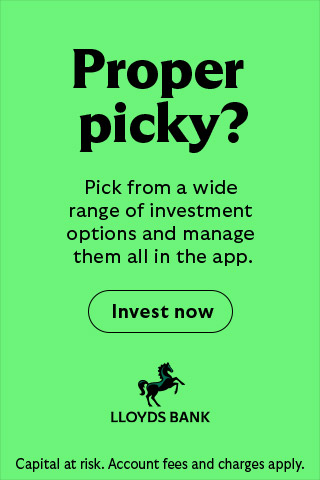 Proper
picky?
Pick from a wide
range of investment
options and manage
them all in the app.
Invest now
LLOYDS BANK
Capital at risk. Account fees and charges apply.